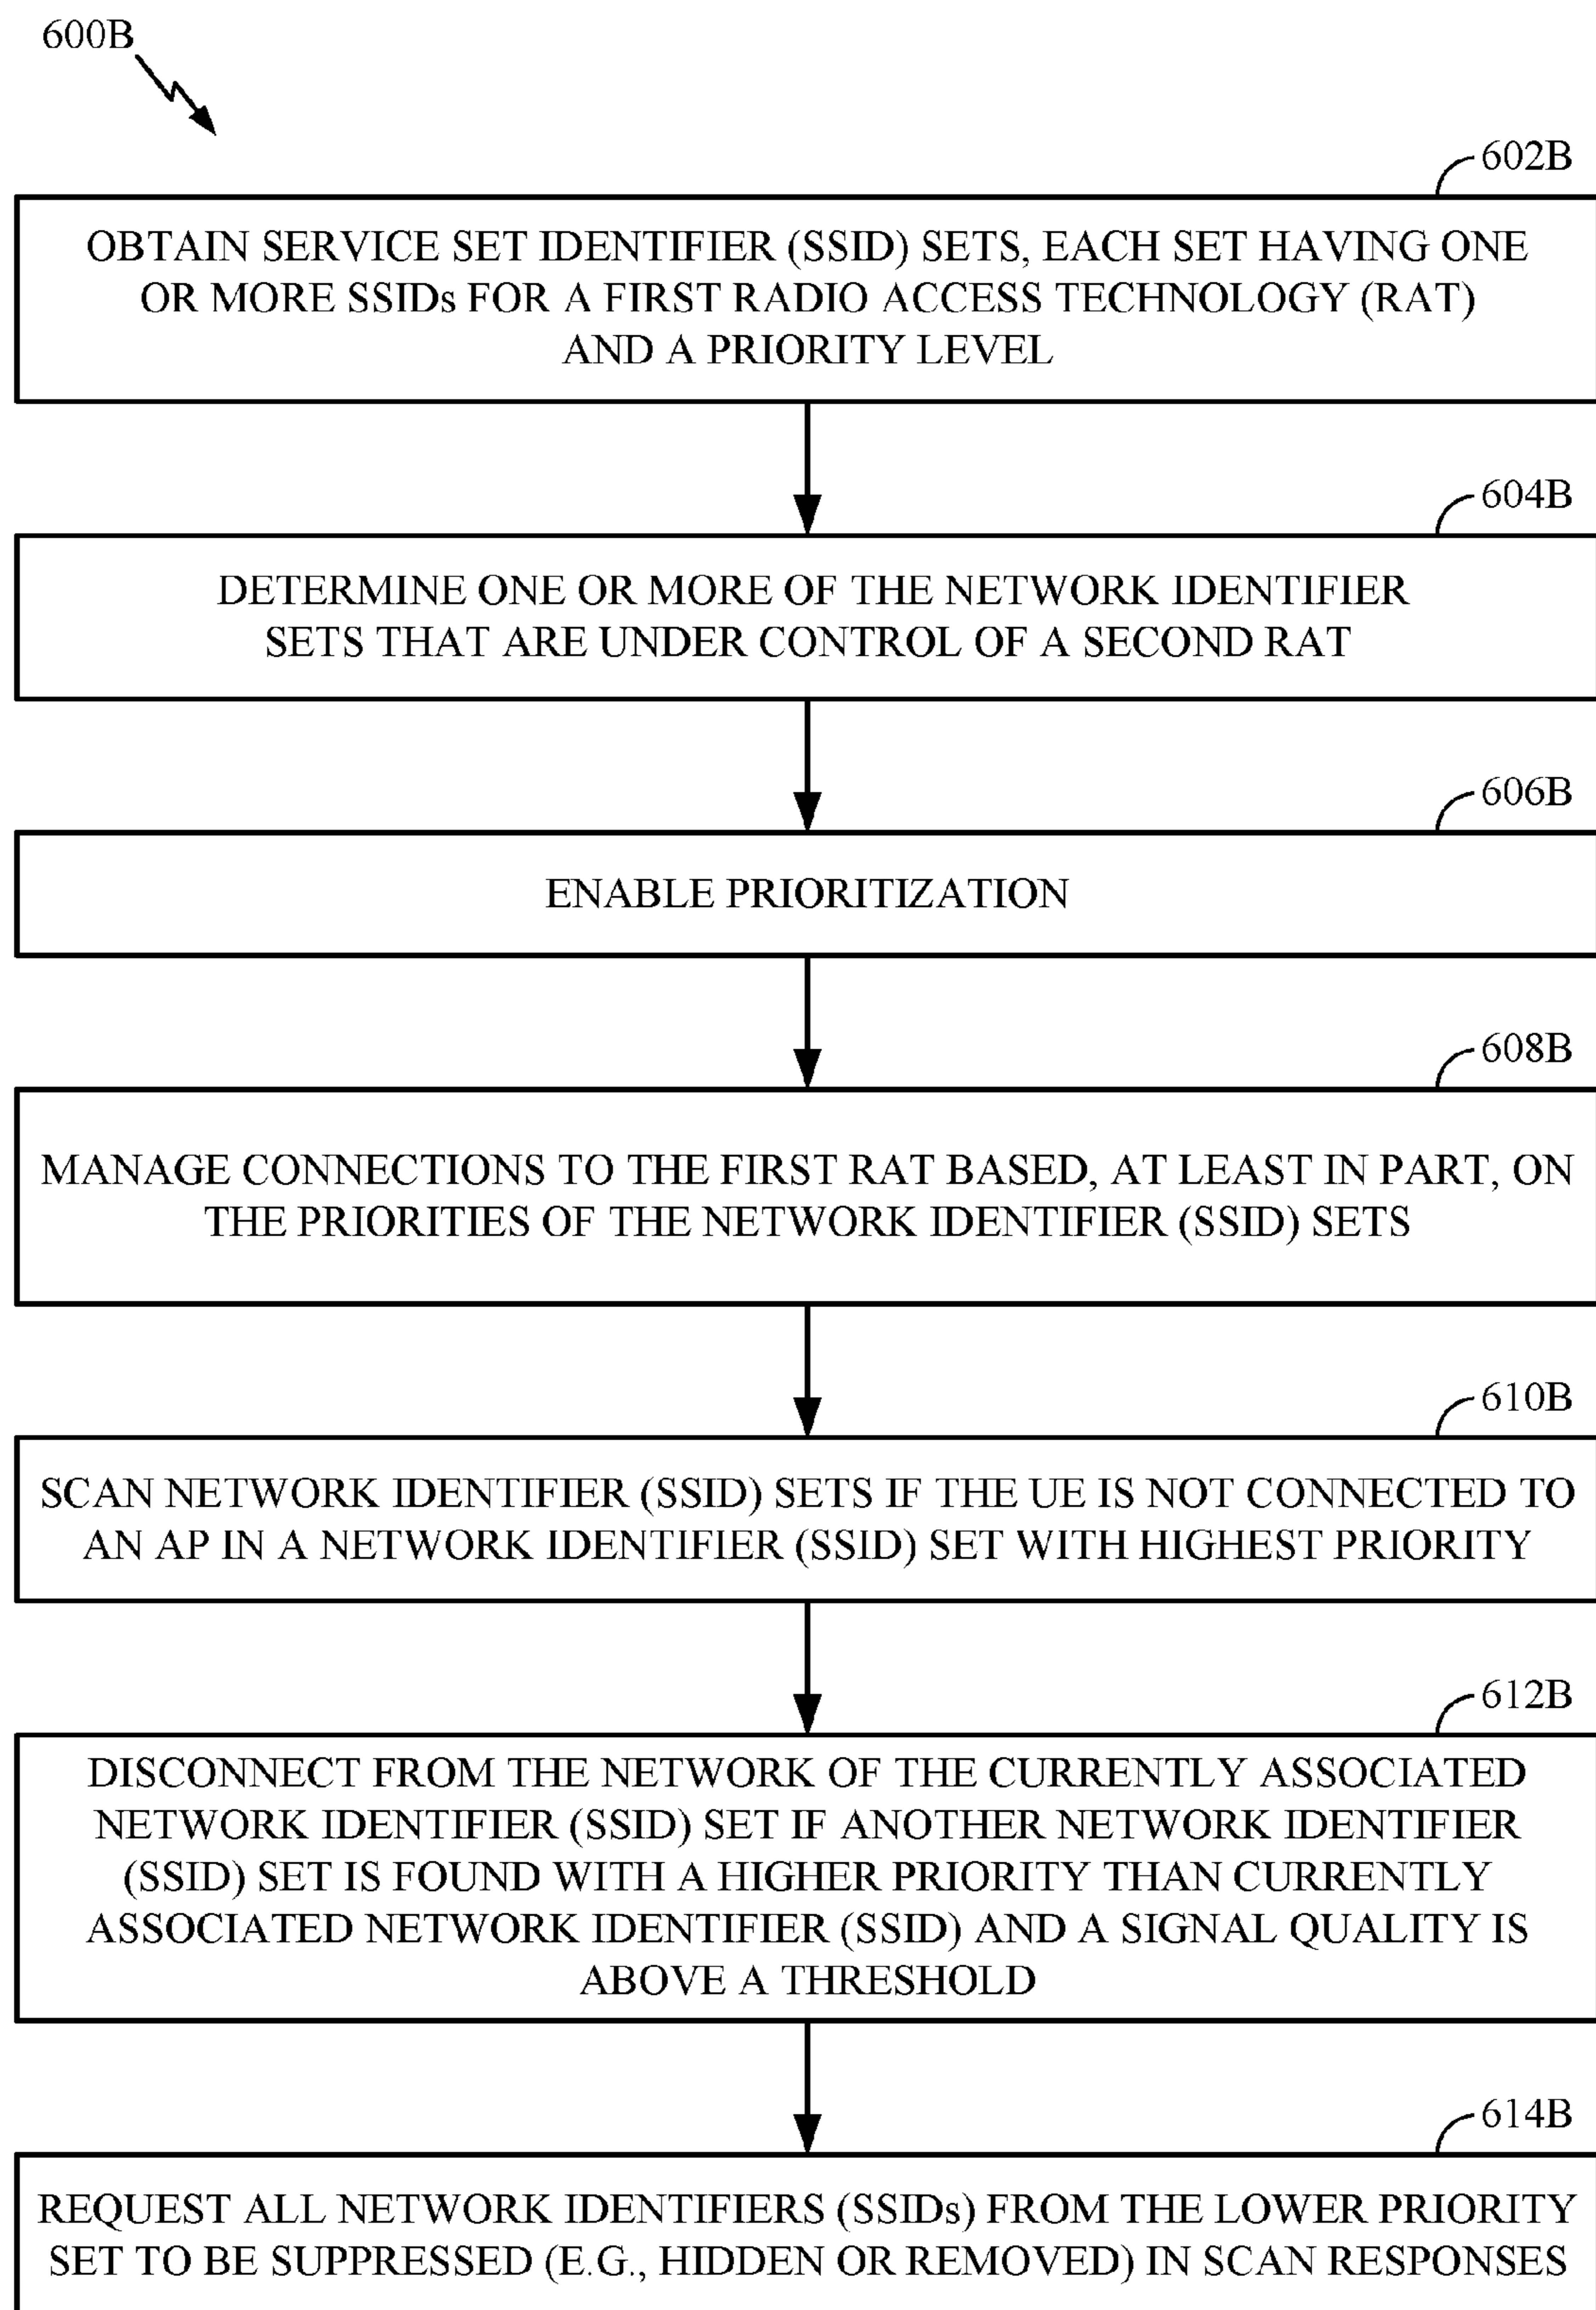 600B
602B
OBTAIN SERVICE SET IDENTIFIER (SSID) SETS, EACH SET HAVING ONE
OR MORE SSIDs FOR A FIRST RADIO ACCESS TECHNOLOGY (RAT)
AND A PRIORITY LEVEL
604B
DETERMINE ONE OR MORE OF THE NETWORK IDENTIFIER
SETS THAT ARE UNDER CONTROL OF A SECOND RAT
606B
ENABLE PRIORITIZATION
608B
MANAGE CONNECTIONS TO THE FIRST RAT BASED, AT LEAST IN PART, ON
THE PRIORITIES OF THE NETWORK IDENTIFIER (SSID) SETS
610B
SCAN NETWORK IDENTIFIER (SSID) SETS IF THE UE IS NOT CONNECTED TO
AN AP IN A NETWORK IDENTIFIER (SSID) SET WITH HIGHEST PRIORITY
612B
DISCONNECT FROM THE NETWORK OF THE CURRENTLY ASSOCIATED
NETWORK IDENTIFIER (SSID) SET IF ANOTHER NETWORK IDENTIFIER
(SSID) SET IS FOUND WITH A HIGHER PRIORITY THAN CURRENTLY
ASSOCIATED NETWORK IDENTIFIER (SSID) AND A SIGNAL QUALITY IS
ABOVE A THRESHOLD
614B
REQUEST ALL NETWORK IDENTIFIERS (SSIDs) FROM THE LOWER PRIORITY
SET TO BE SUPPRESSED (E.G., HIDDEN OR REMOVED) IN SCAN RESPONSES